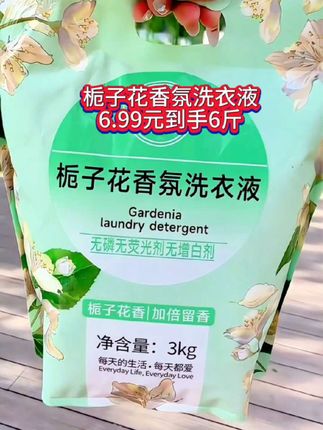 栀子花香氛洗衣液
6.99元到手6斤
栀子花香氛洗衣液
Gardenia
laundry detergent
无磷无荧光剂无增白剂
栀子花香 加倍留香
净含量：3kg
每天的生活·每天都爱
Everyday Life, Everyday Love